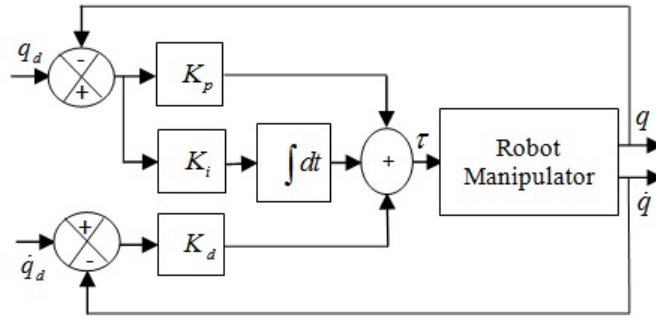 q_d
-
+
K_p
K_i
∫dt
+
τ
Robot
Manipulator
q
q̇
q̇_d
+
-
K_d